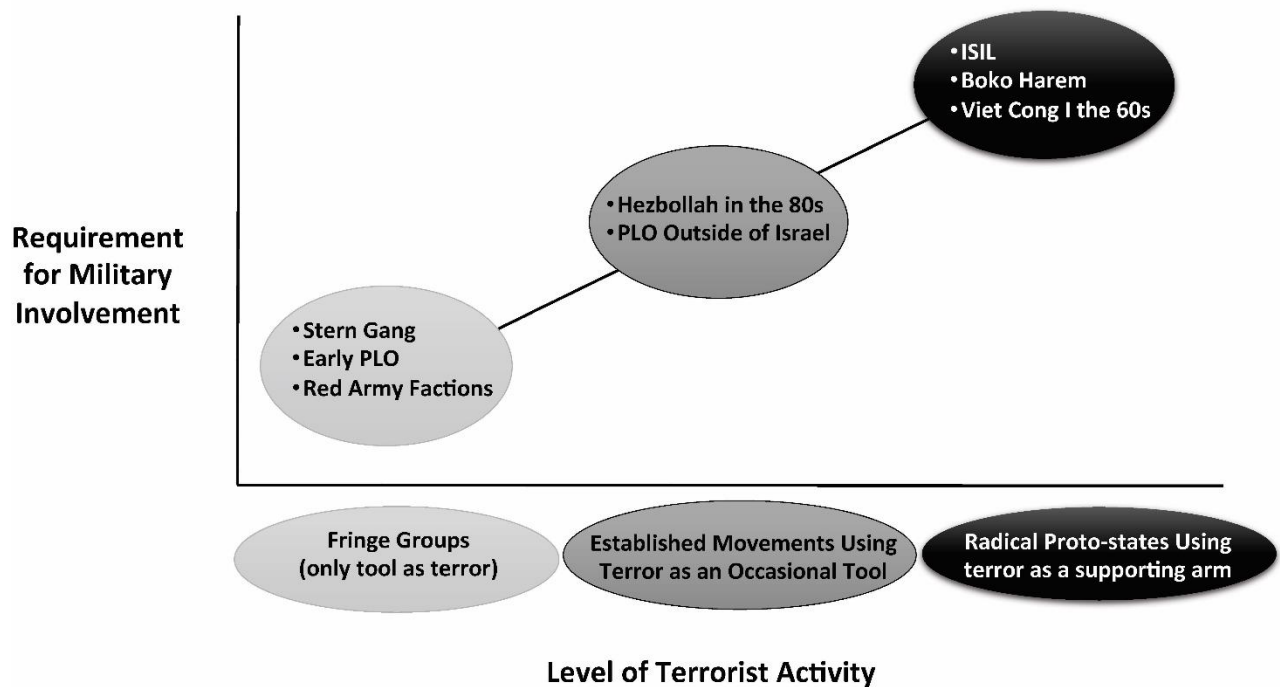 • ISIL
• Boko Harem
• Viet Cong I the 60s
• Hezbollah in the 80s
• PLO Outside of Israel
Requirement
for Military
Involvement
• Stern Gang
• Early PLO
• Red Army Factions
Fringe Groups
(only tool as terror)
Established Movements Using
Terror as an Occasional Tool
Radical Proto-states Using
terror as a supporting arm
Level of Terrorist Activity